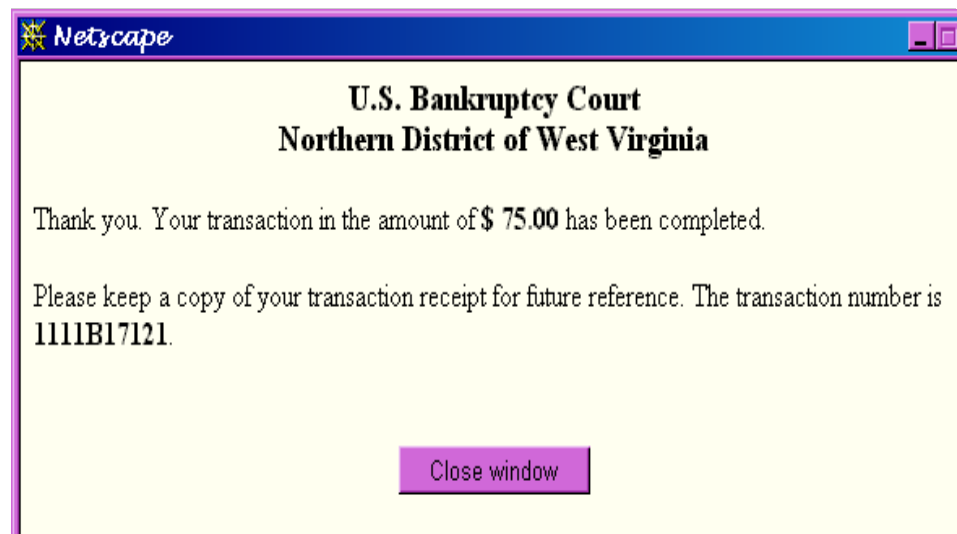 Netscape
U.S. Bankruptcy Court
Northern District of West Virginia
Thank you. Your transaction in the amount of $ 75.00 has been completed.
Please keep a copy of your transaction receipt for future reference. The transaction number is
1111B17121.
Close window